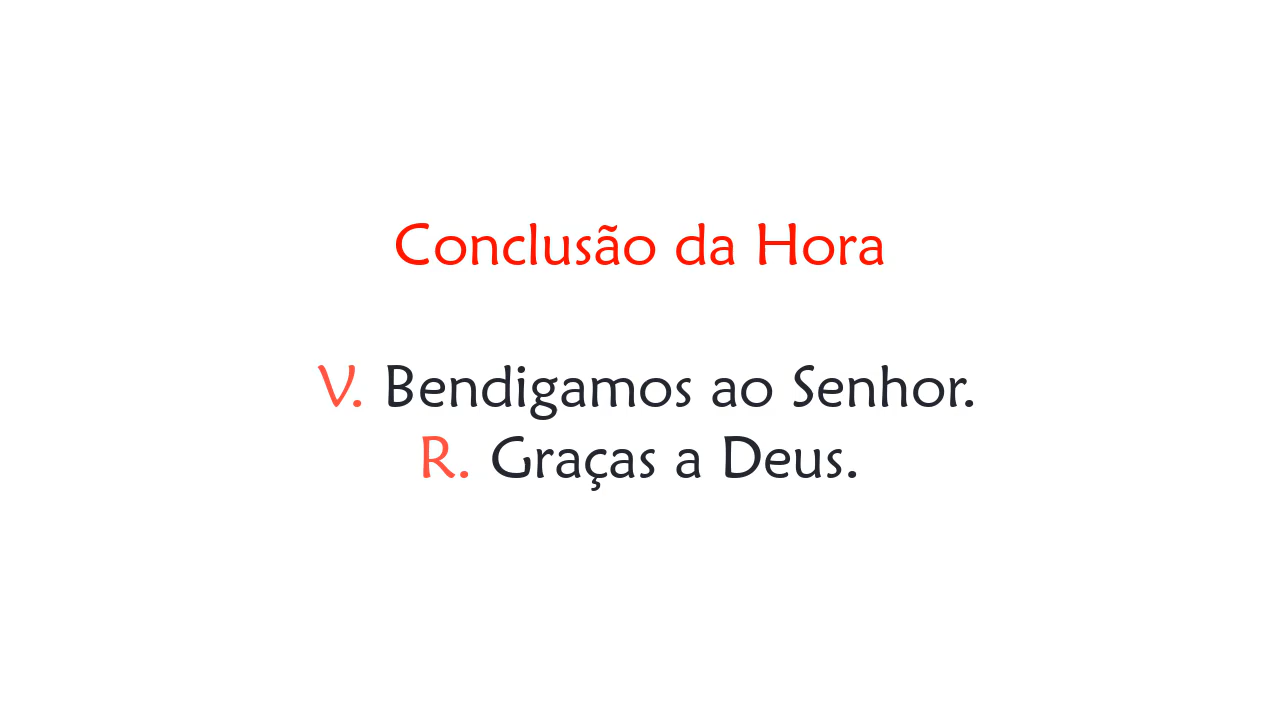 Conclusão da Hora
V. Bendigamos ao Senhor.
R. Graças a Deus.